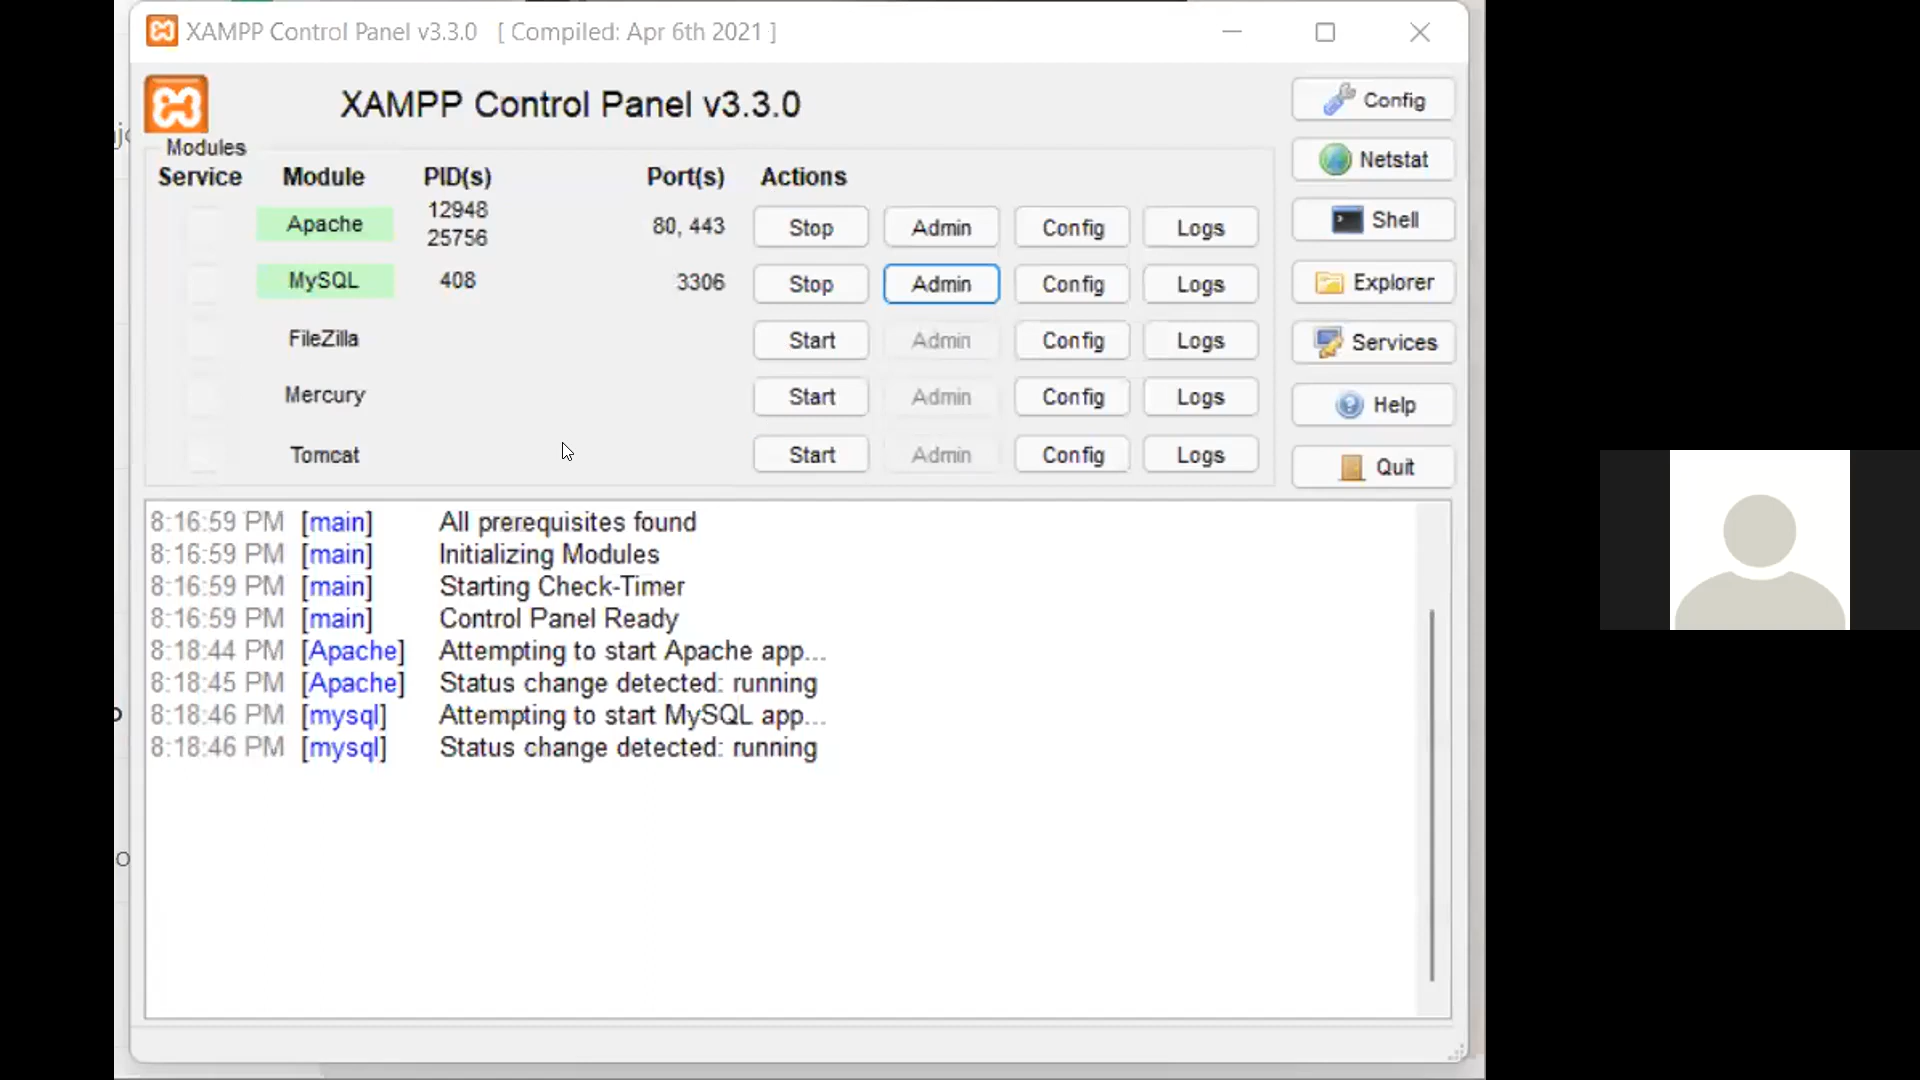 XAMPP Control Panel v3.3.0 [ Compiled: Apr 6th 2021 ]
XAMPP Control Panel v3.3.0
Config
Modules
Netstat
Service Module PID(s) Port(s) Actions
Apache 12948 25756 80, 443 Stop Admin Config Logs
Shell
MySQL 408 3306 Stop Admin Config Logs
Explorer
FileZilla Start Admin Config Logs
Services
Mercury Start Admin Config Logs
Help
Tomcat Start Admin Config Logs
Quit
8:16:59 PM [main] All prerequisites found
8:16:59 PM [main] Initializing Modules
8:16:59 PM [main] Starting Check-Timer
8:16:59 PM [main] Control Panel Ready
8:18:44 PM [Apache] Attempting to start Apache app...
8:18:45 PM [Apache] Status change detected: running
8:18:46 PM [mysql] Attempting to start MySQL app...
8:18:46 PM [mysql] Status change detected: running